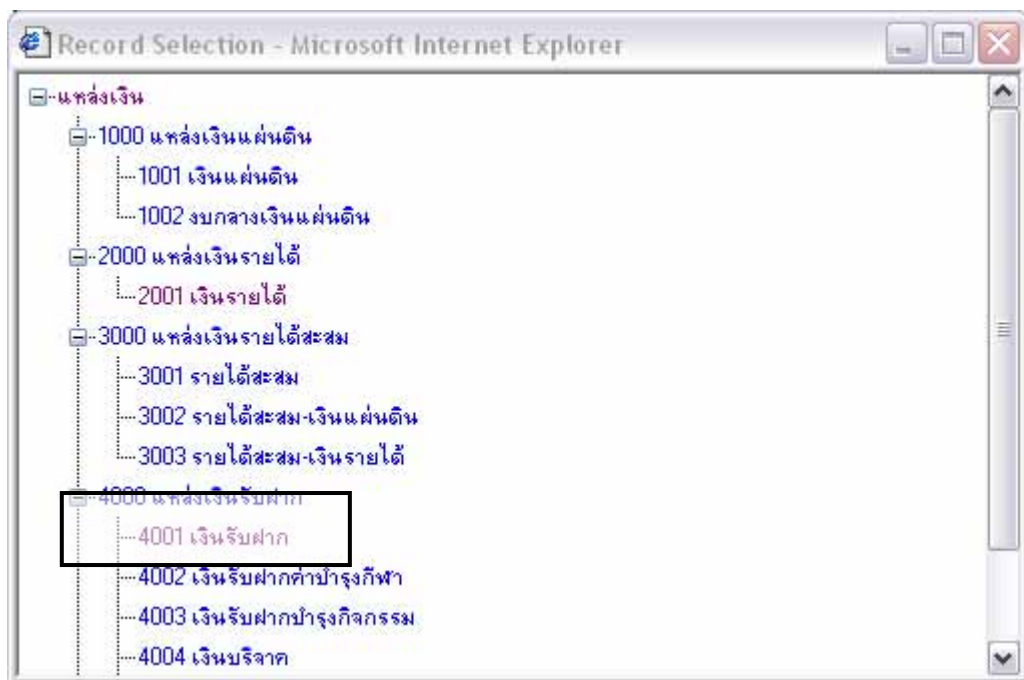 Record Selection - Microsoft Internet Explorer
แหล่งเงิน
1000 แหล่งเงินแผ่นดิน
1001 เงินแผ่นดิน
1002 งบกลางเงินแผ่นดิน
2000 แหล่งเงินรายได้
2001 เงินรายได้
3000 แหล่งเงินรายได้สะสม
3001 รายได้สะสม
3002 รายได้สะสม-เงินแผ่นดิน
3003 รายได้สะสม-เงินรายได้
4000 แหล่งเงินรับฝาก
4001 เงินรับฝาก
4002 เงินรับฝากค่าบำรุงกีฬา
4003 เงินรับฝากบำรุงกิจกรรม
4004 เงินบริจาค